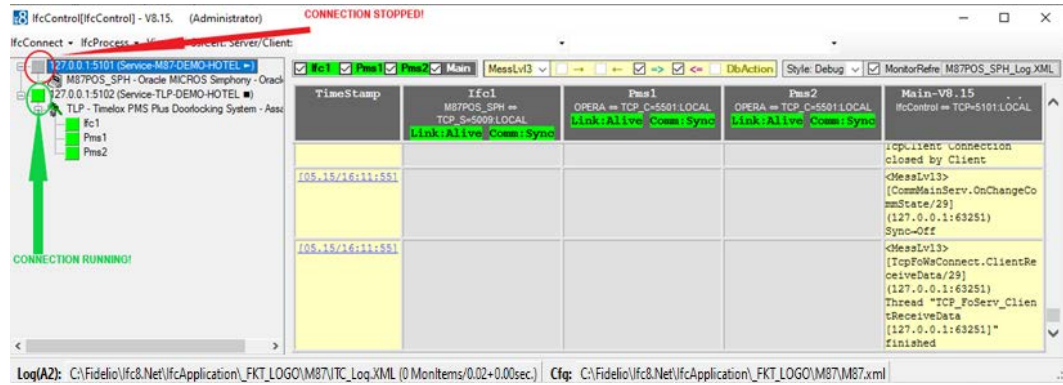 IfcControl[IfcControl] - V8.15. (Administrator)
CONNECTION STOPPED!
IfcConnect IfcProcess Server/Client:
127.0.0.1:5101 (Service-M87-DEMO-HOTEL
M87POS_SPH - Oracle MICROS Simphony - Oracl
127.0.0.1:5102 (Service-TLP-DEMO-HOTEL
TLP - Timelox PMS Plus Doorlocking System - Assa
Ifc1
Pms1
Pms2
CONNECTION RUNNING!
Ifc1 Pms1 Pms2 Main MessLvl3 → ← => <= DbAction Style: Debug MonitorRefre M87POS_SPH_Log.XML
TimeStamp
Ifc1
M87POS_SPH ⇔
TCP_S=5009:LOCAL
Link:Alive Comm:Sync
Pms1
OPERA ⇔ TCP_C=5501:LOCAL
Link:Alive Comm:Sync
Pms2
OPERA ⇔ TCP_C=5501:LOCAL
Link:Alive Comm:Sync
Main-V8.15
IfcControl ⇔ TCP=5101:LOCAL
TcpClient Connection
closed by Client
[05.15/16:11:55]
<MessLvl3>
[CommMainServ.OnChangeCo
mmState/29]
(127.0.0.1:63251)
Sync→Off
[05.15/16:11:55]
<MessLvl3>
[TcpFoWsConnect.ClientRe
ceiveData/29]
(127.0.0.1:63251)
Thread "TCP_FoServ_Clien
tReceiveData
[127.0.0.1:63251]"
finished
Log(A2): C:\Fidelio\Ifc8.Net\IfcApplication\_FKT_LOGO\M87\ITC_Log.XML (0 MonItems/0.02+0.00sec.) Cfg: C:\Fidelio\Ifc8.Net\IfcApplication\_FKT_LOGO\M87\M87.xml